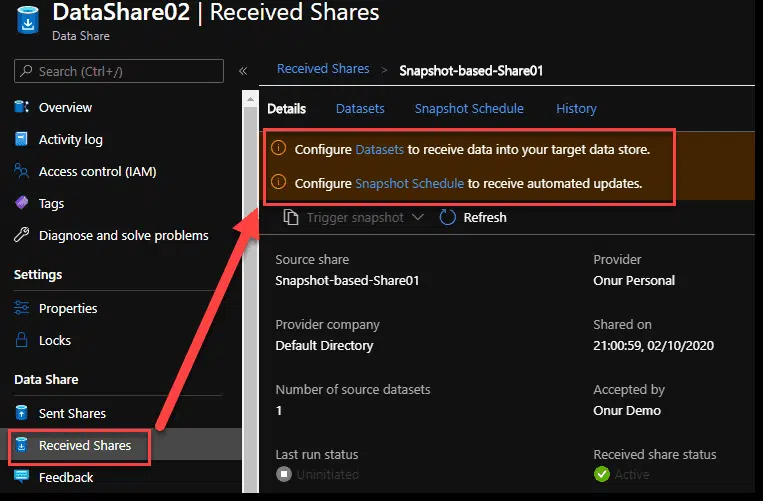 DataShare02 | Received Shares
Data Share
Search (Ctrl+/)
«
Overview
Activity log
Access control (IAM)
Tags
Diagnose and solve problems
Settings
Properties
Locks
Data Share
Sent Shares
Received Shares
Feedback
Received Shares > Snapshot-based-Share01
Details Datasets Snapshot Schedule History
Configure Datasets to receive data into your target data store.
Configure Snapshot Schedule to receive automated updates.
Trigger snapshot Refresh
Source share
Snapshot-based-Share01
Provider
Onur Personal
Provider company
Default Directory
Shared on
21:00:59, 02/10/2020
Number of source datasets
1
Accepted by
Onur Demo
Last run status
Uninitiated
Received share status
Active